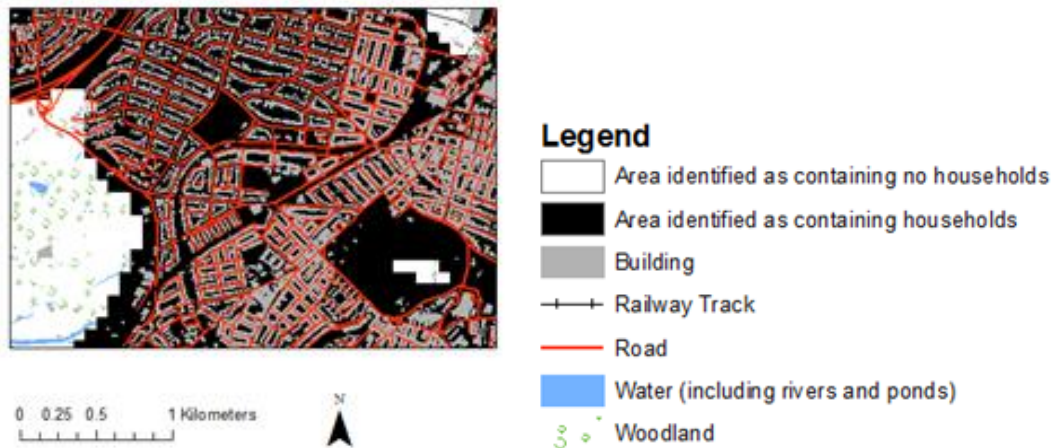 Legend
Area identified as containing no households
Area identified as containing households
Building
Railway Track
Road
Water (including rivers and ponds)
Woodland
0 0.25 0.5 1 Kilometers
N